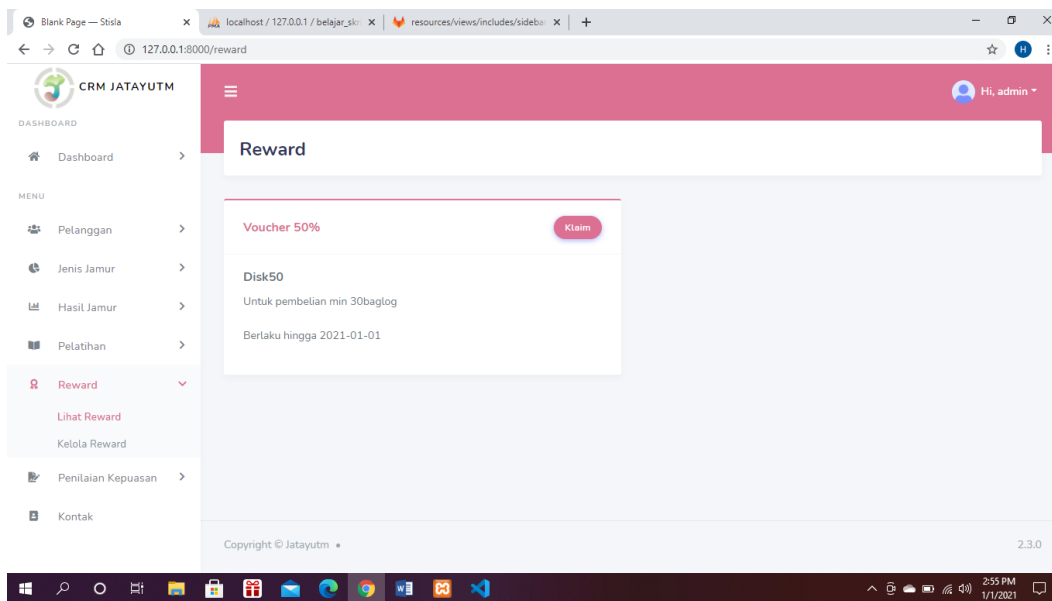 Blank Page — Stisla
localhost / 127.0.0.1 / belajar_skri
resources/views/includes/sidebar
127.0.0.1:8000/reward
H
CRM JATAYUTM
Hi, admin
DASHBOARD
Dashboard
Reward
MENU
Pelanggan
Jenis Jamur
Hasil Jamur
Pelatihan
Reward
Lihat Reward
Kelola Reward
Penilaian Kepuasan
Kontak
Voucher 50%
Klaim
Disk50
Untuk pembelian min 30baglog
Berlaku hingga 2021-01-01
Copyright © Jatayutm •
2.3.0
2:55 PM
1/1/2021